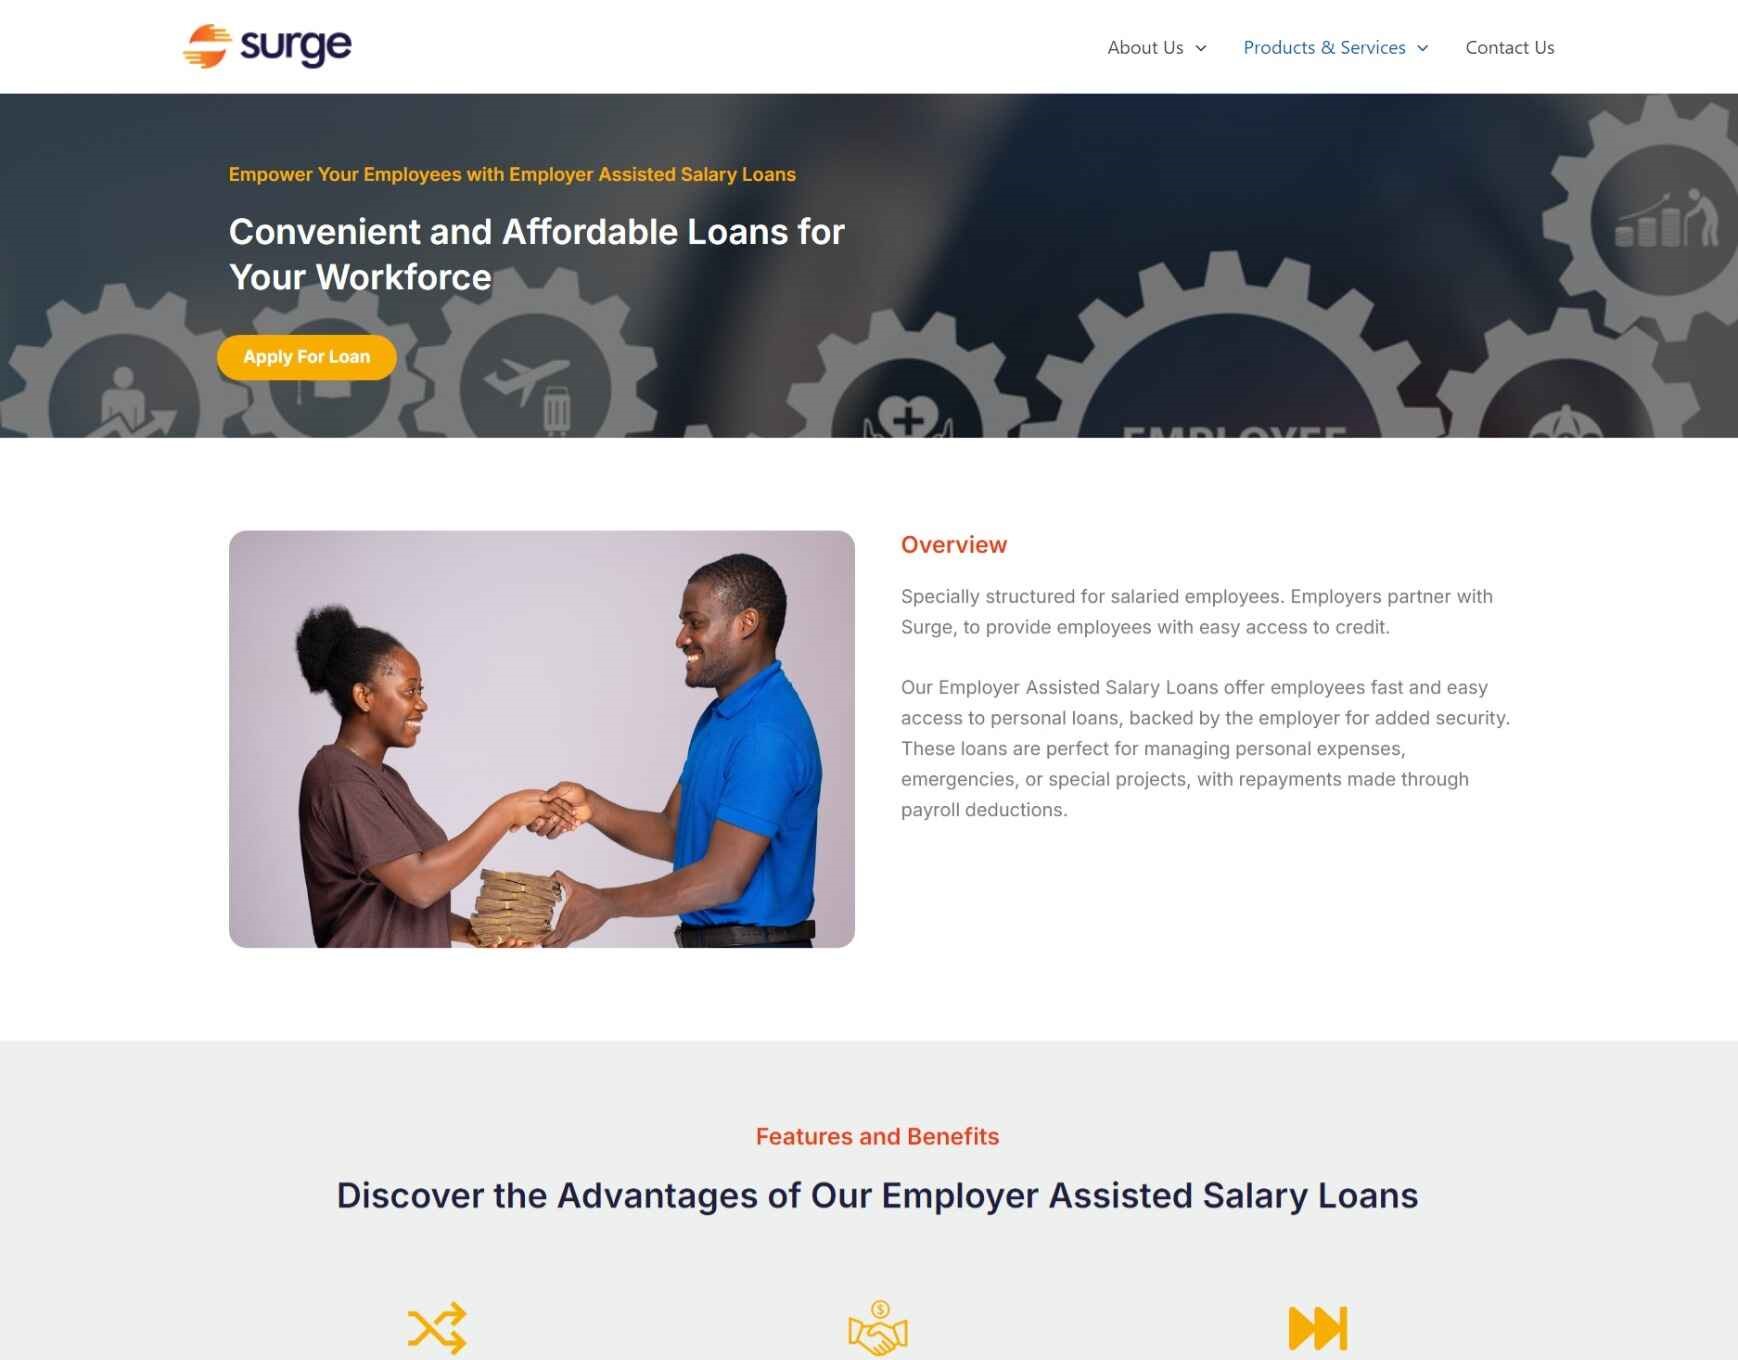 surge
About Us
Products & Services
Contact Us
Empower Your Employees with Employer Assisted Salary Loans
Convenient and Affordable Loans for
Your Workforce
Apply For Loan
EMPLOYEE
Overview
Specially structured for salaried employees. Employers partner with
Surge, to provide employees with easy access to credit.
Our Employer Assisted Salary Loans offer employees fast and easy
access to personal loans, backed by the employer for added security.
These loans are perfect for managing personal expenses,
emergencies, or special projects, with repayments made through
payroll deductions.
Features and Benefits
Discover the Advantages of Our Employer Assisted Salary Loans
$